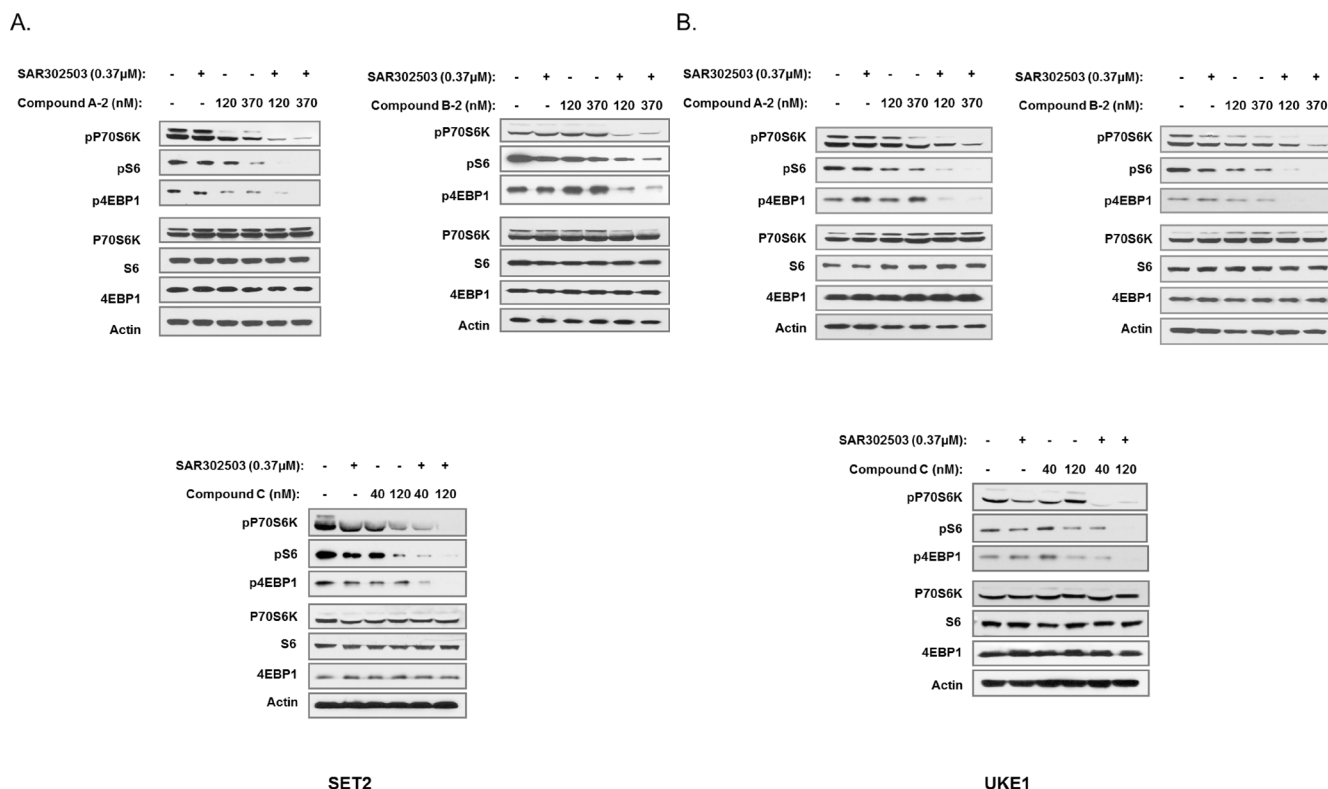 A.
SAR302503 (0.37µM): - + - - + +
Compound A-2 (nM): - - 120 370 120 370
pP70S6K
pS6
p4EBP1
P70S6K
S6
4EBP1
Actin
SAR302503 (0.37µM): - + - - + +
Compound B-2 (nM): - - 120 370 120 370
pP70S6K
pS6
p4EBP1
P70S6K
S6
4EBP1
Actin
SAR302503 (0.37µM): - + - - + +
Compound C (nM): - - 40 120 40 120
pP70S6K
pS6
p4EBP1
P70S6K
S6
4EBP1
Actin
SET2
B.
SAR302503 (0.37µM): - + - - + +
Compound A-2 (nM): - - 120 370 120 370
pP70S6K
pS6
p4EBP1
P70S6K
S6
4EBP1
Actin
SAR302503 (0.37µM): - + - - + +
Compound B-2 (nM): - - 120 370 120 370
pP70S6K
pS6
p4EBP1
P70S6K
S6
4EBP1
Actin
SAR302503 (0.37µM): - + - - + +
Compound C (nM): - - 40 120 40 120
pP70S6K
pS6
p4EBP1
P70S6K
S6
4EBP1
Actin
UKE1